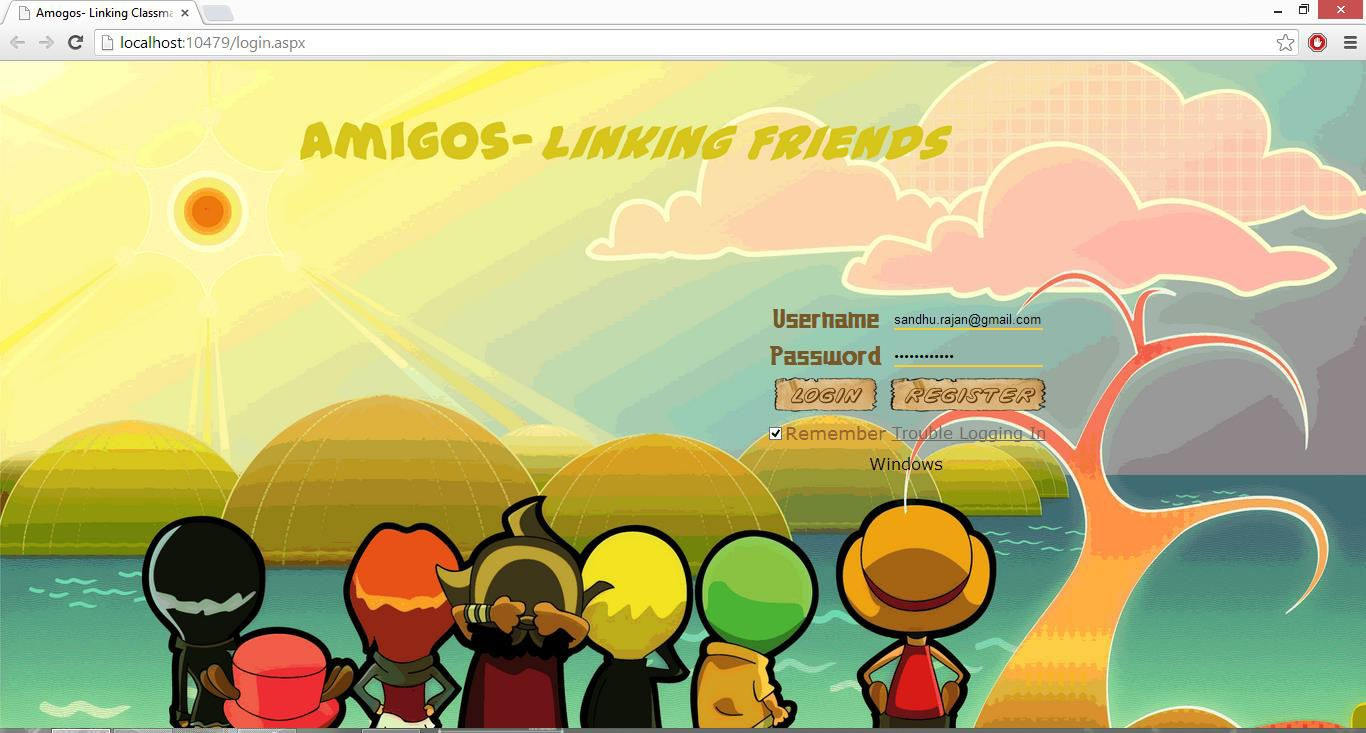 Amogos- Linking Classma
localhost:10479/login.aspx
AMIGOS- LINKING FRIENDS
Username sandhu.rajan@gmail.com
Password ••••••••••••
LOGIN REGISTER
Remember Trouble Logging In
Windows